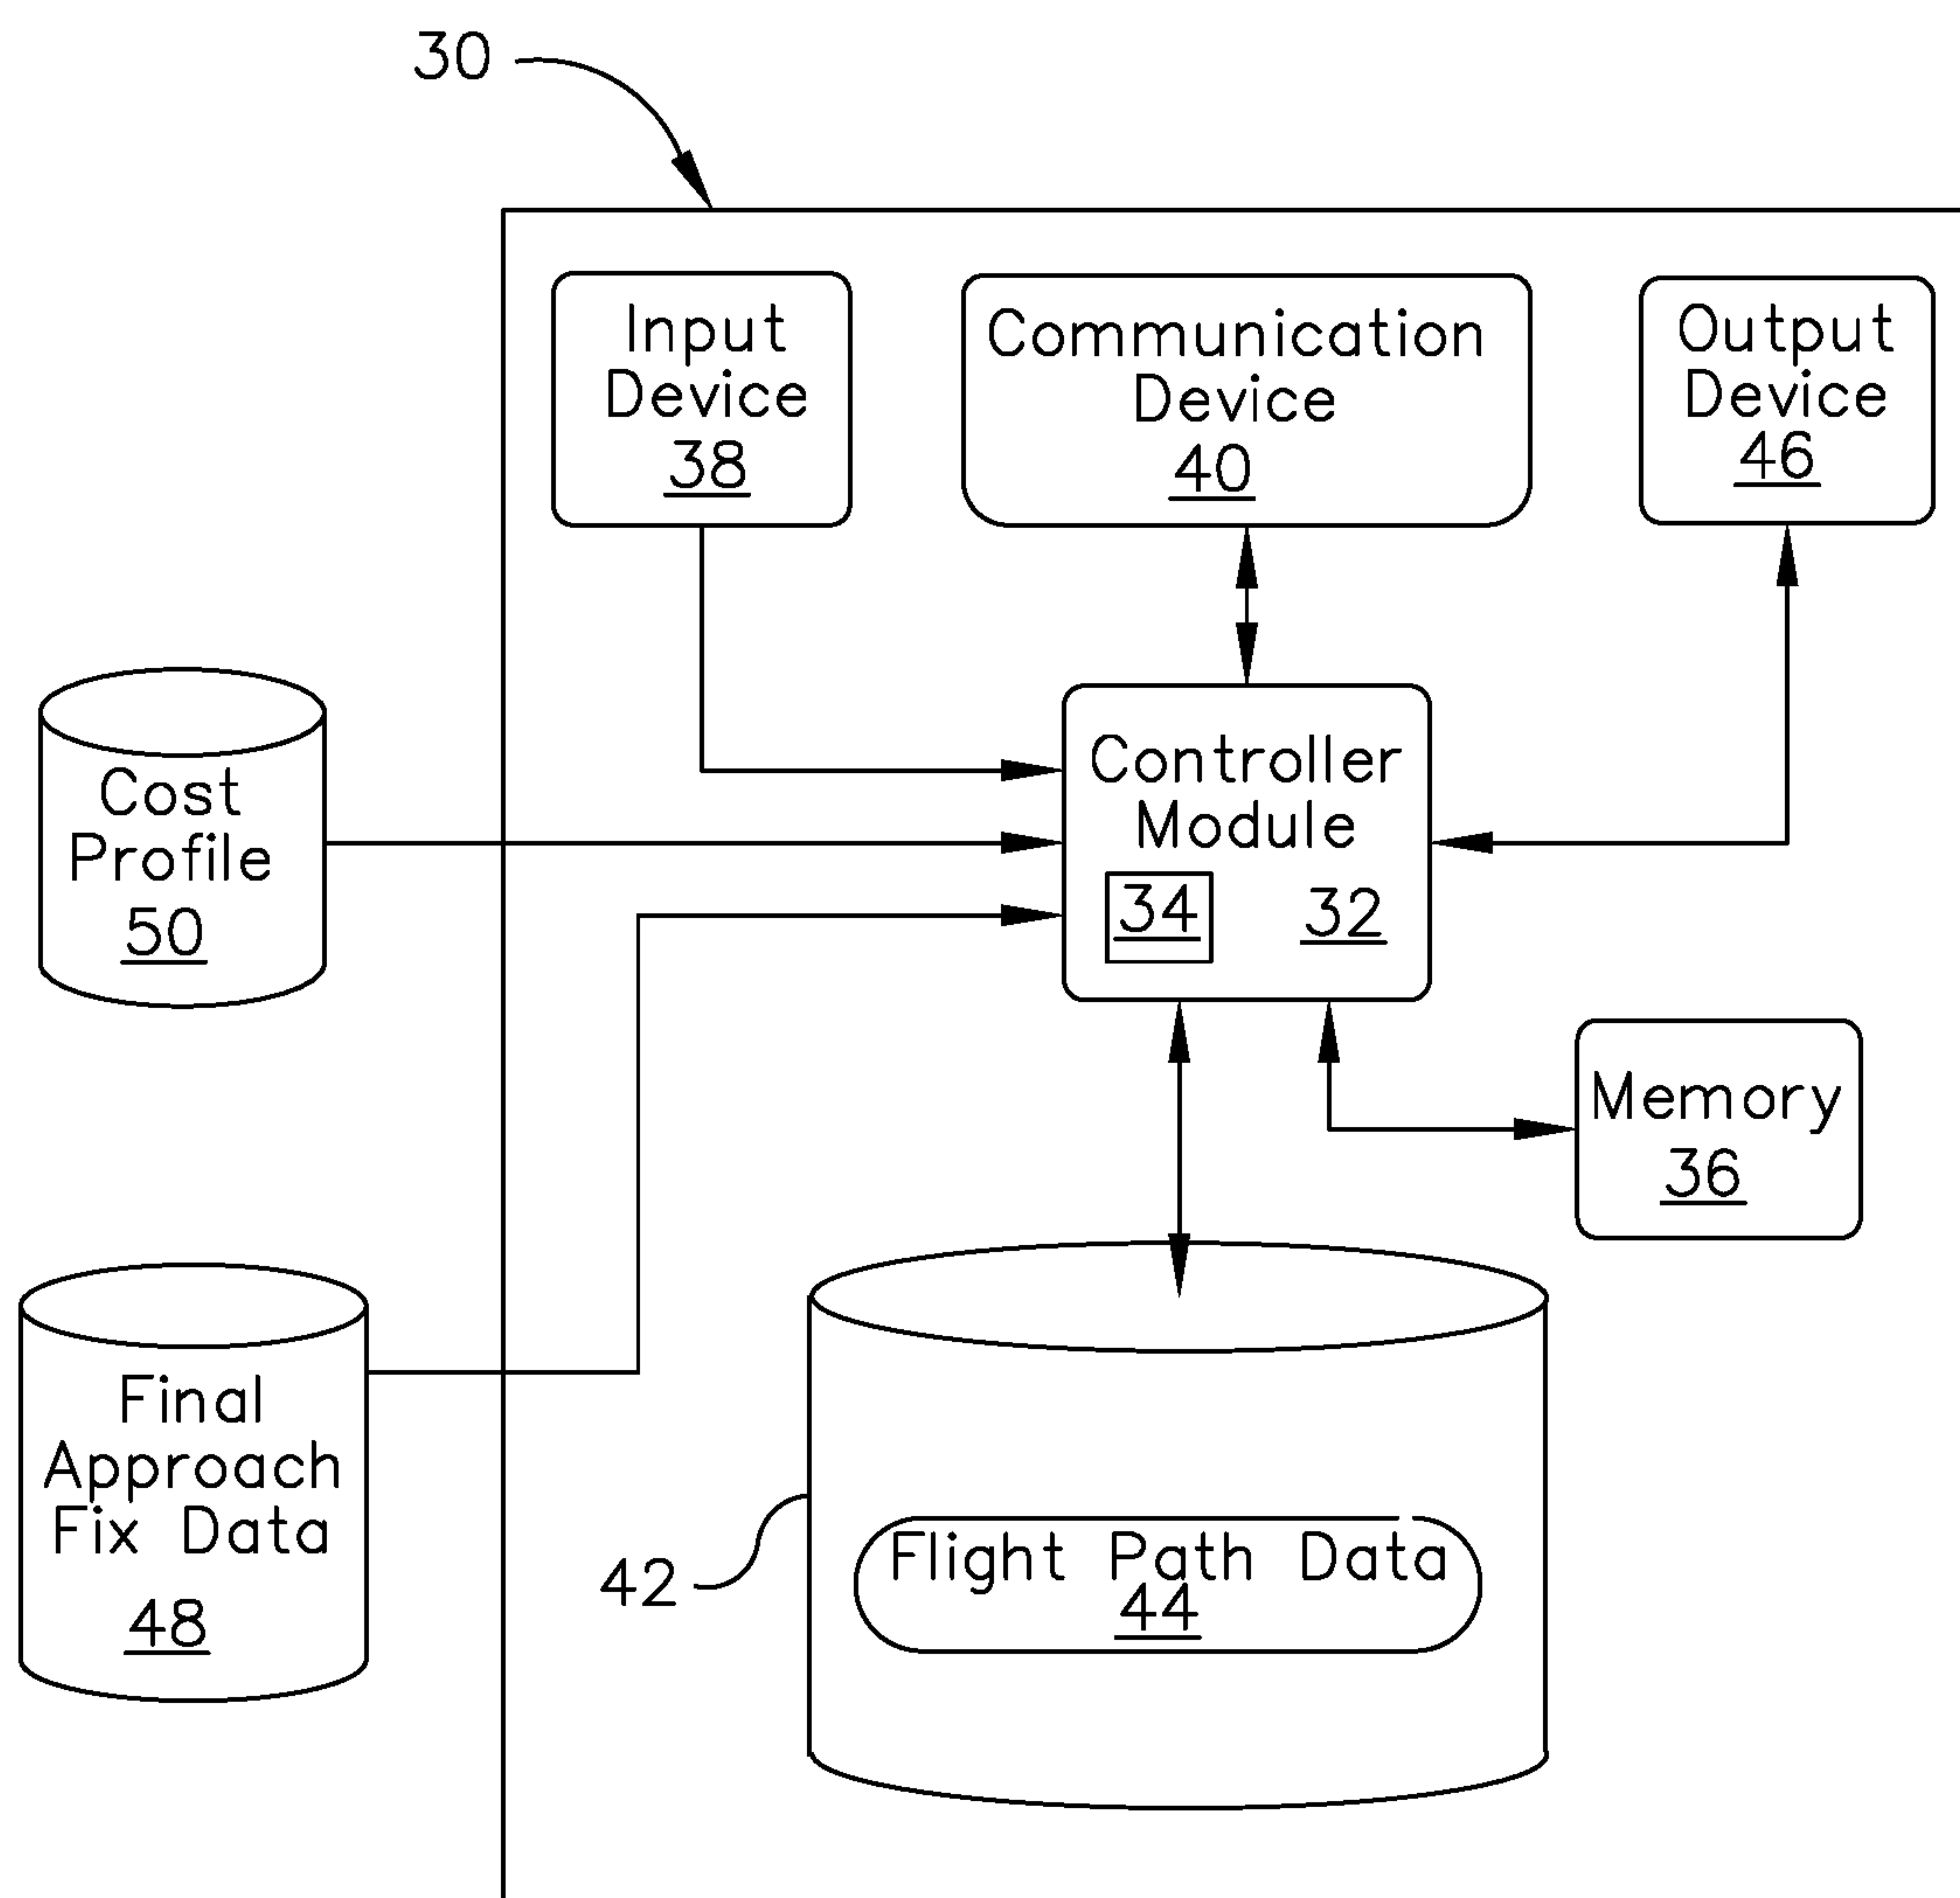 30
Input
Device
38
Communication
Device
40
Output
Device
46
Cost
Profile
50
Controller
Module
34 32
Memory
36
Final
Approach
Fix Data
48
42
Flight Path Data
44